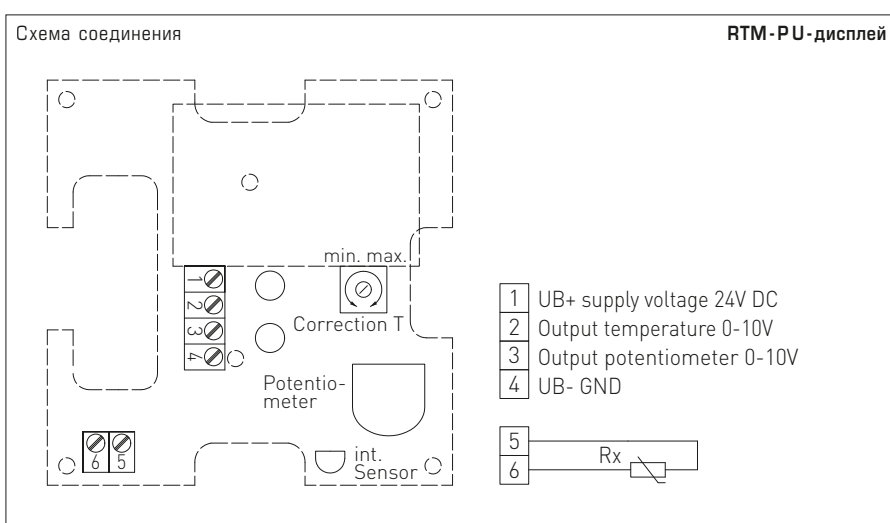 Схема соединения
RTM-PU-дисплей
min. max.
Correction T
1
2
3
4
Potentio-
meter
int.
Sensor
6 5
1 UB+ supply voltage 24V DC
2 Output temperature 0-10V
3 Output potentiometer 0-10V
4 UB- GND
5
6
Rx